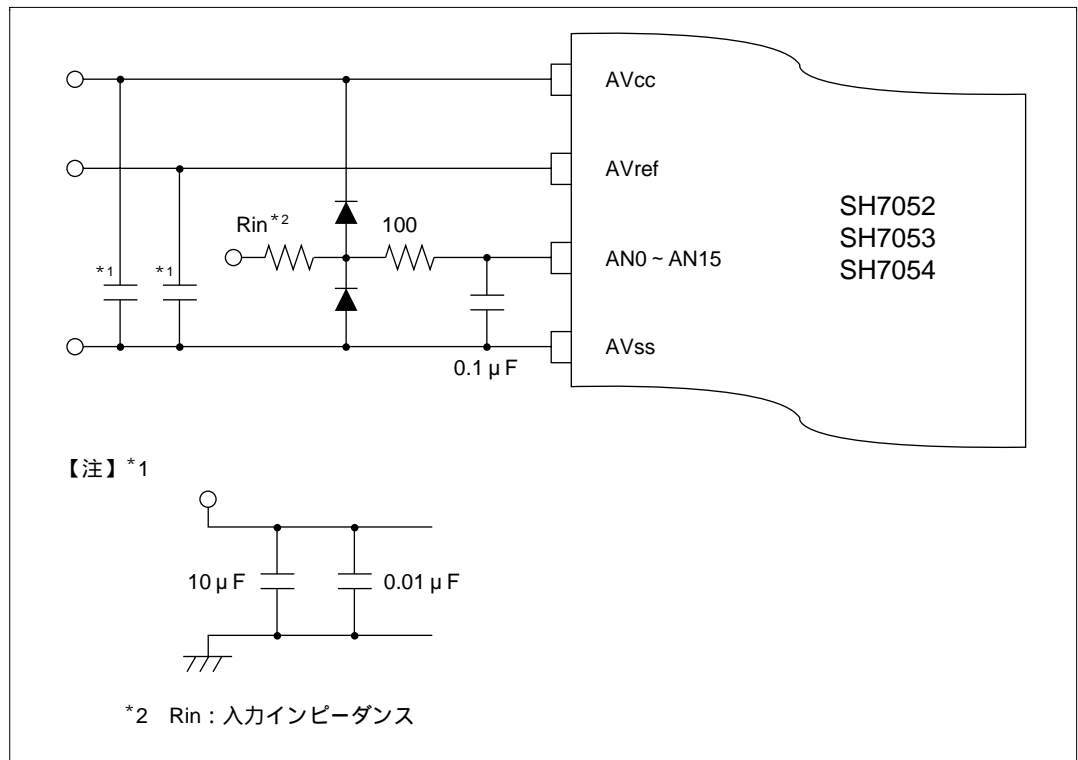 AVcc
AVref
Rin*2
100
*1
*1
AN0 ~ AN15
SH7052
SH7053
SH7054
AVss
0.1 μF
【注】*1
10 μF
0.01 μF
*2 Rin : 入力インピーダンス